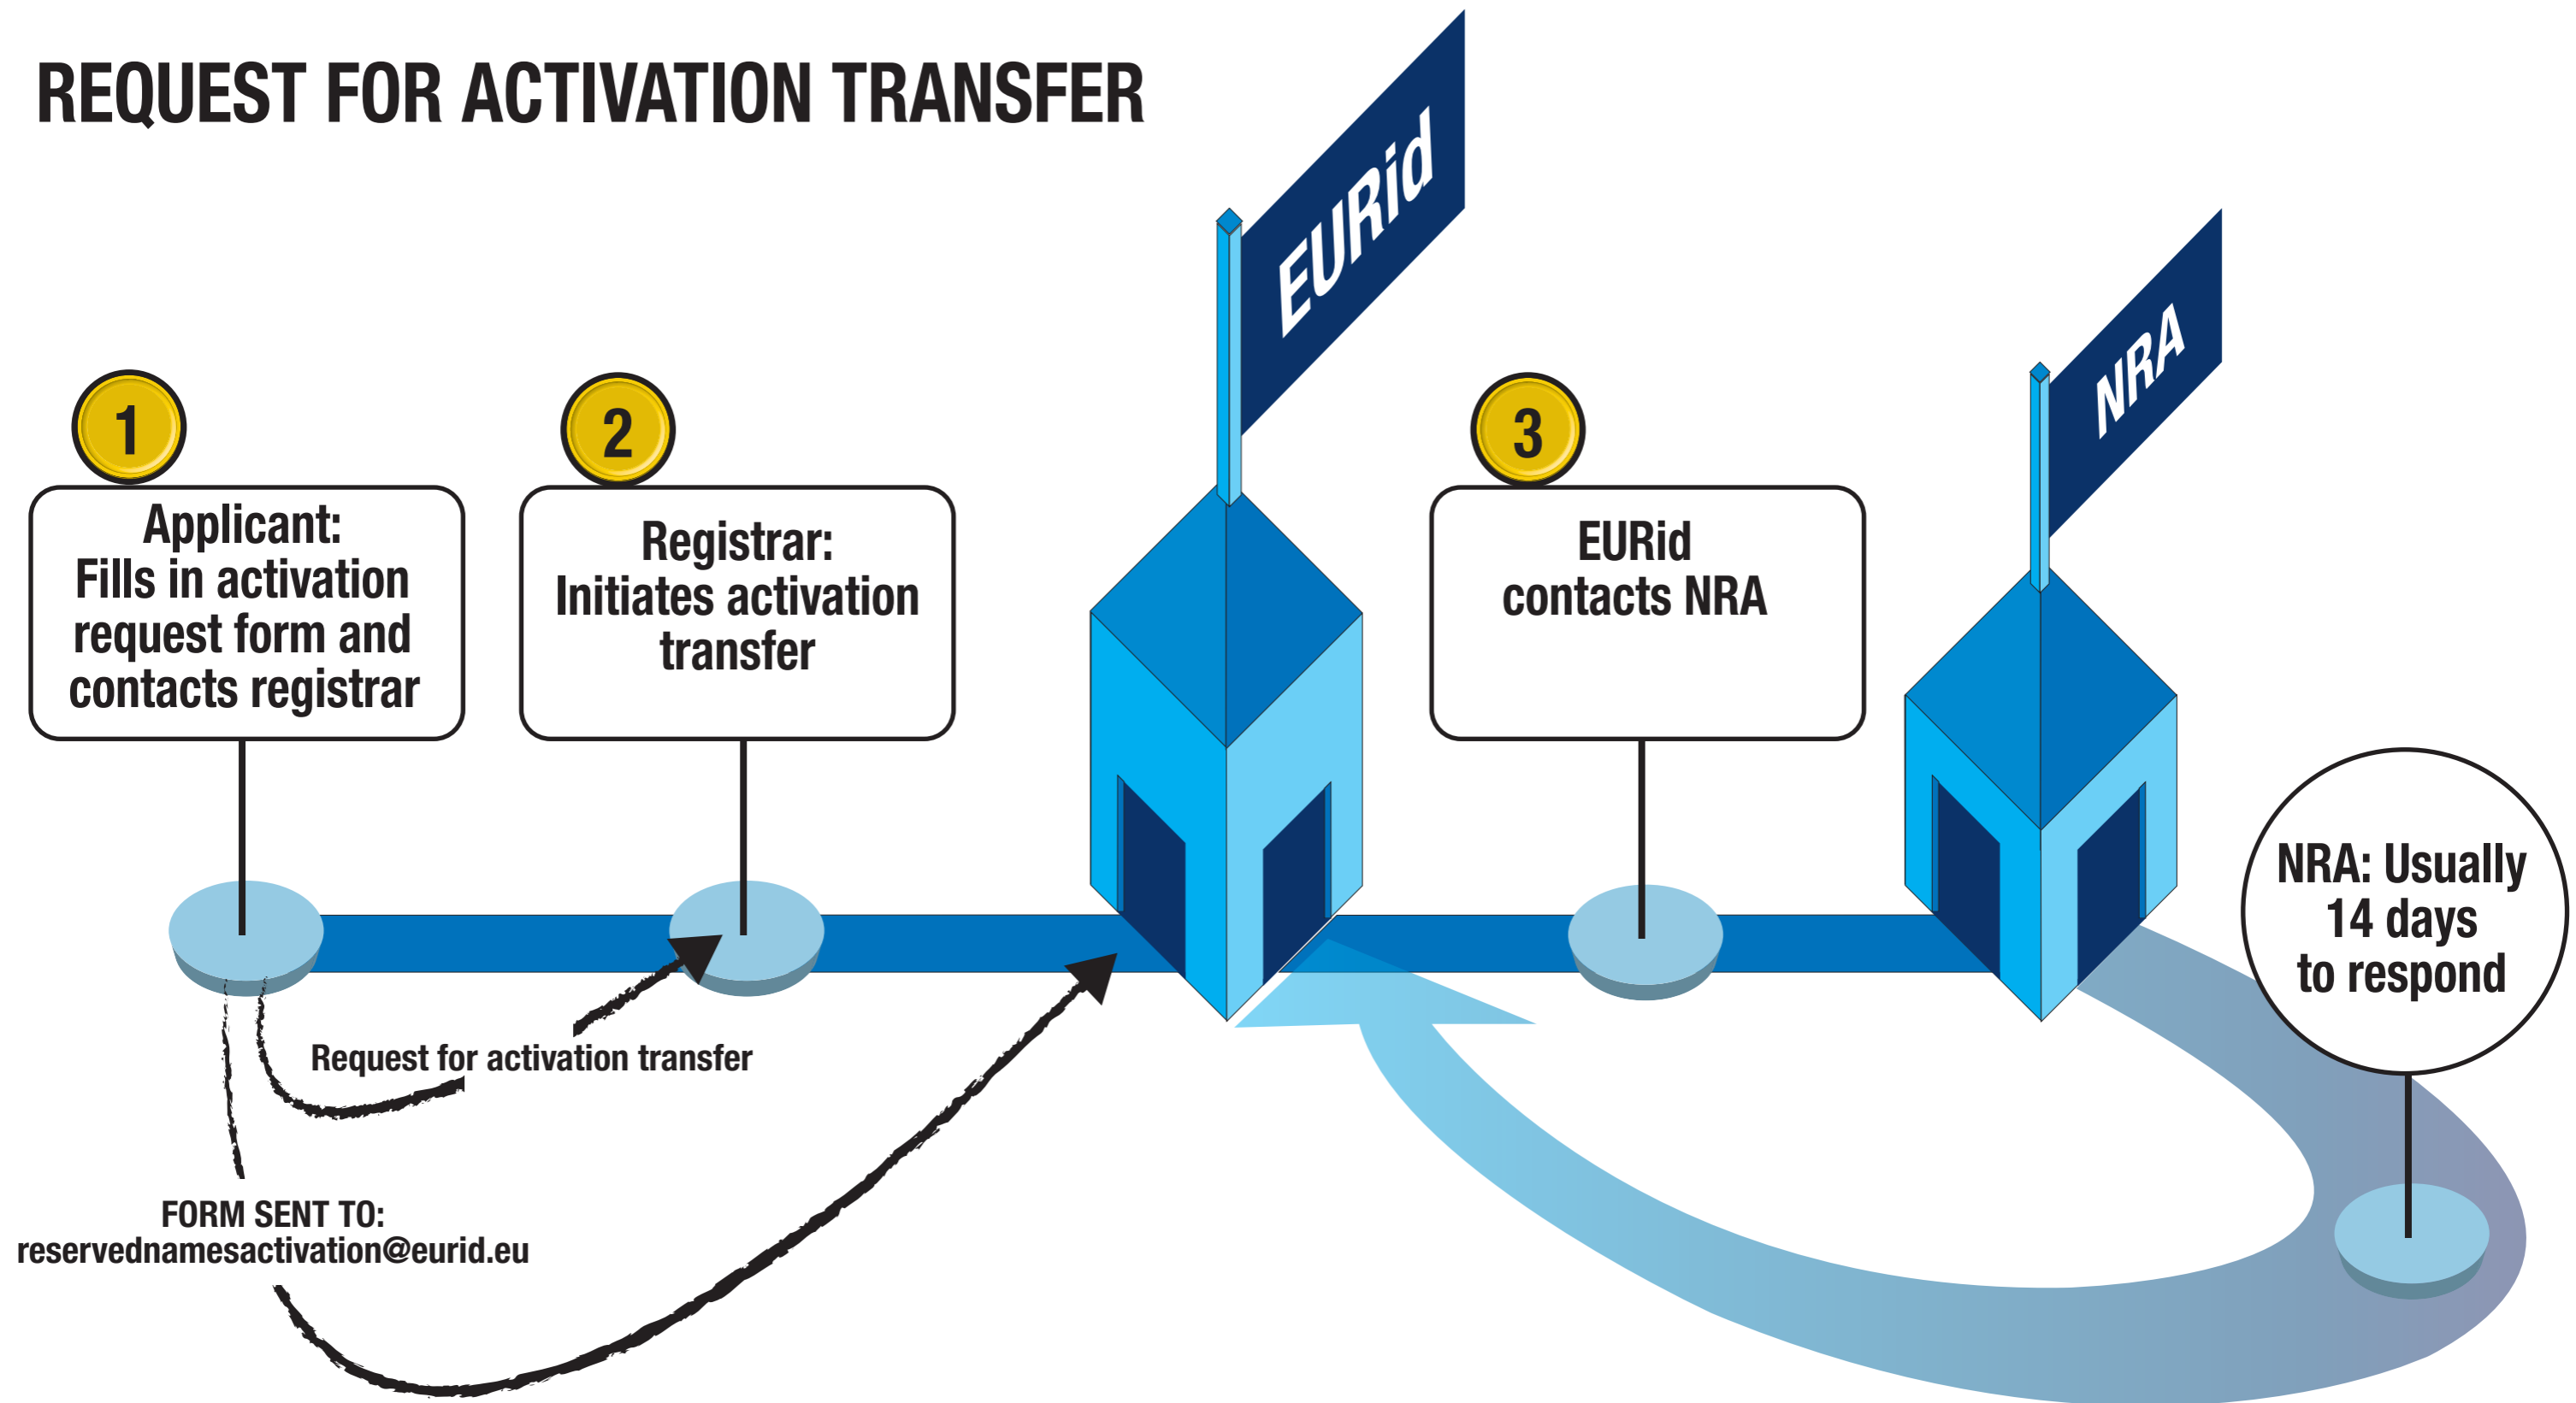 REQUEST FOR ACTIVATION TRANSFER
EURid
NRA
1
Applicant:
Fills in activation
request form and
contacts registrar
2
Registrar:
Initiates activation
transfer
3
EURid
contacts NRA
NRA: Usually
14 days
to respond
Request for activation transfer
FORM SENT TO:
reservednamesactivation@eurid.eu